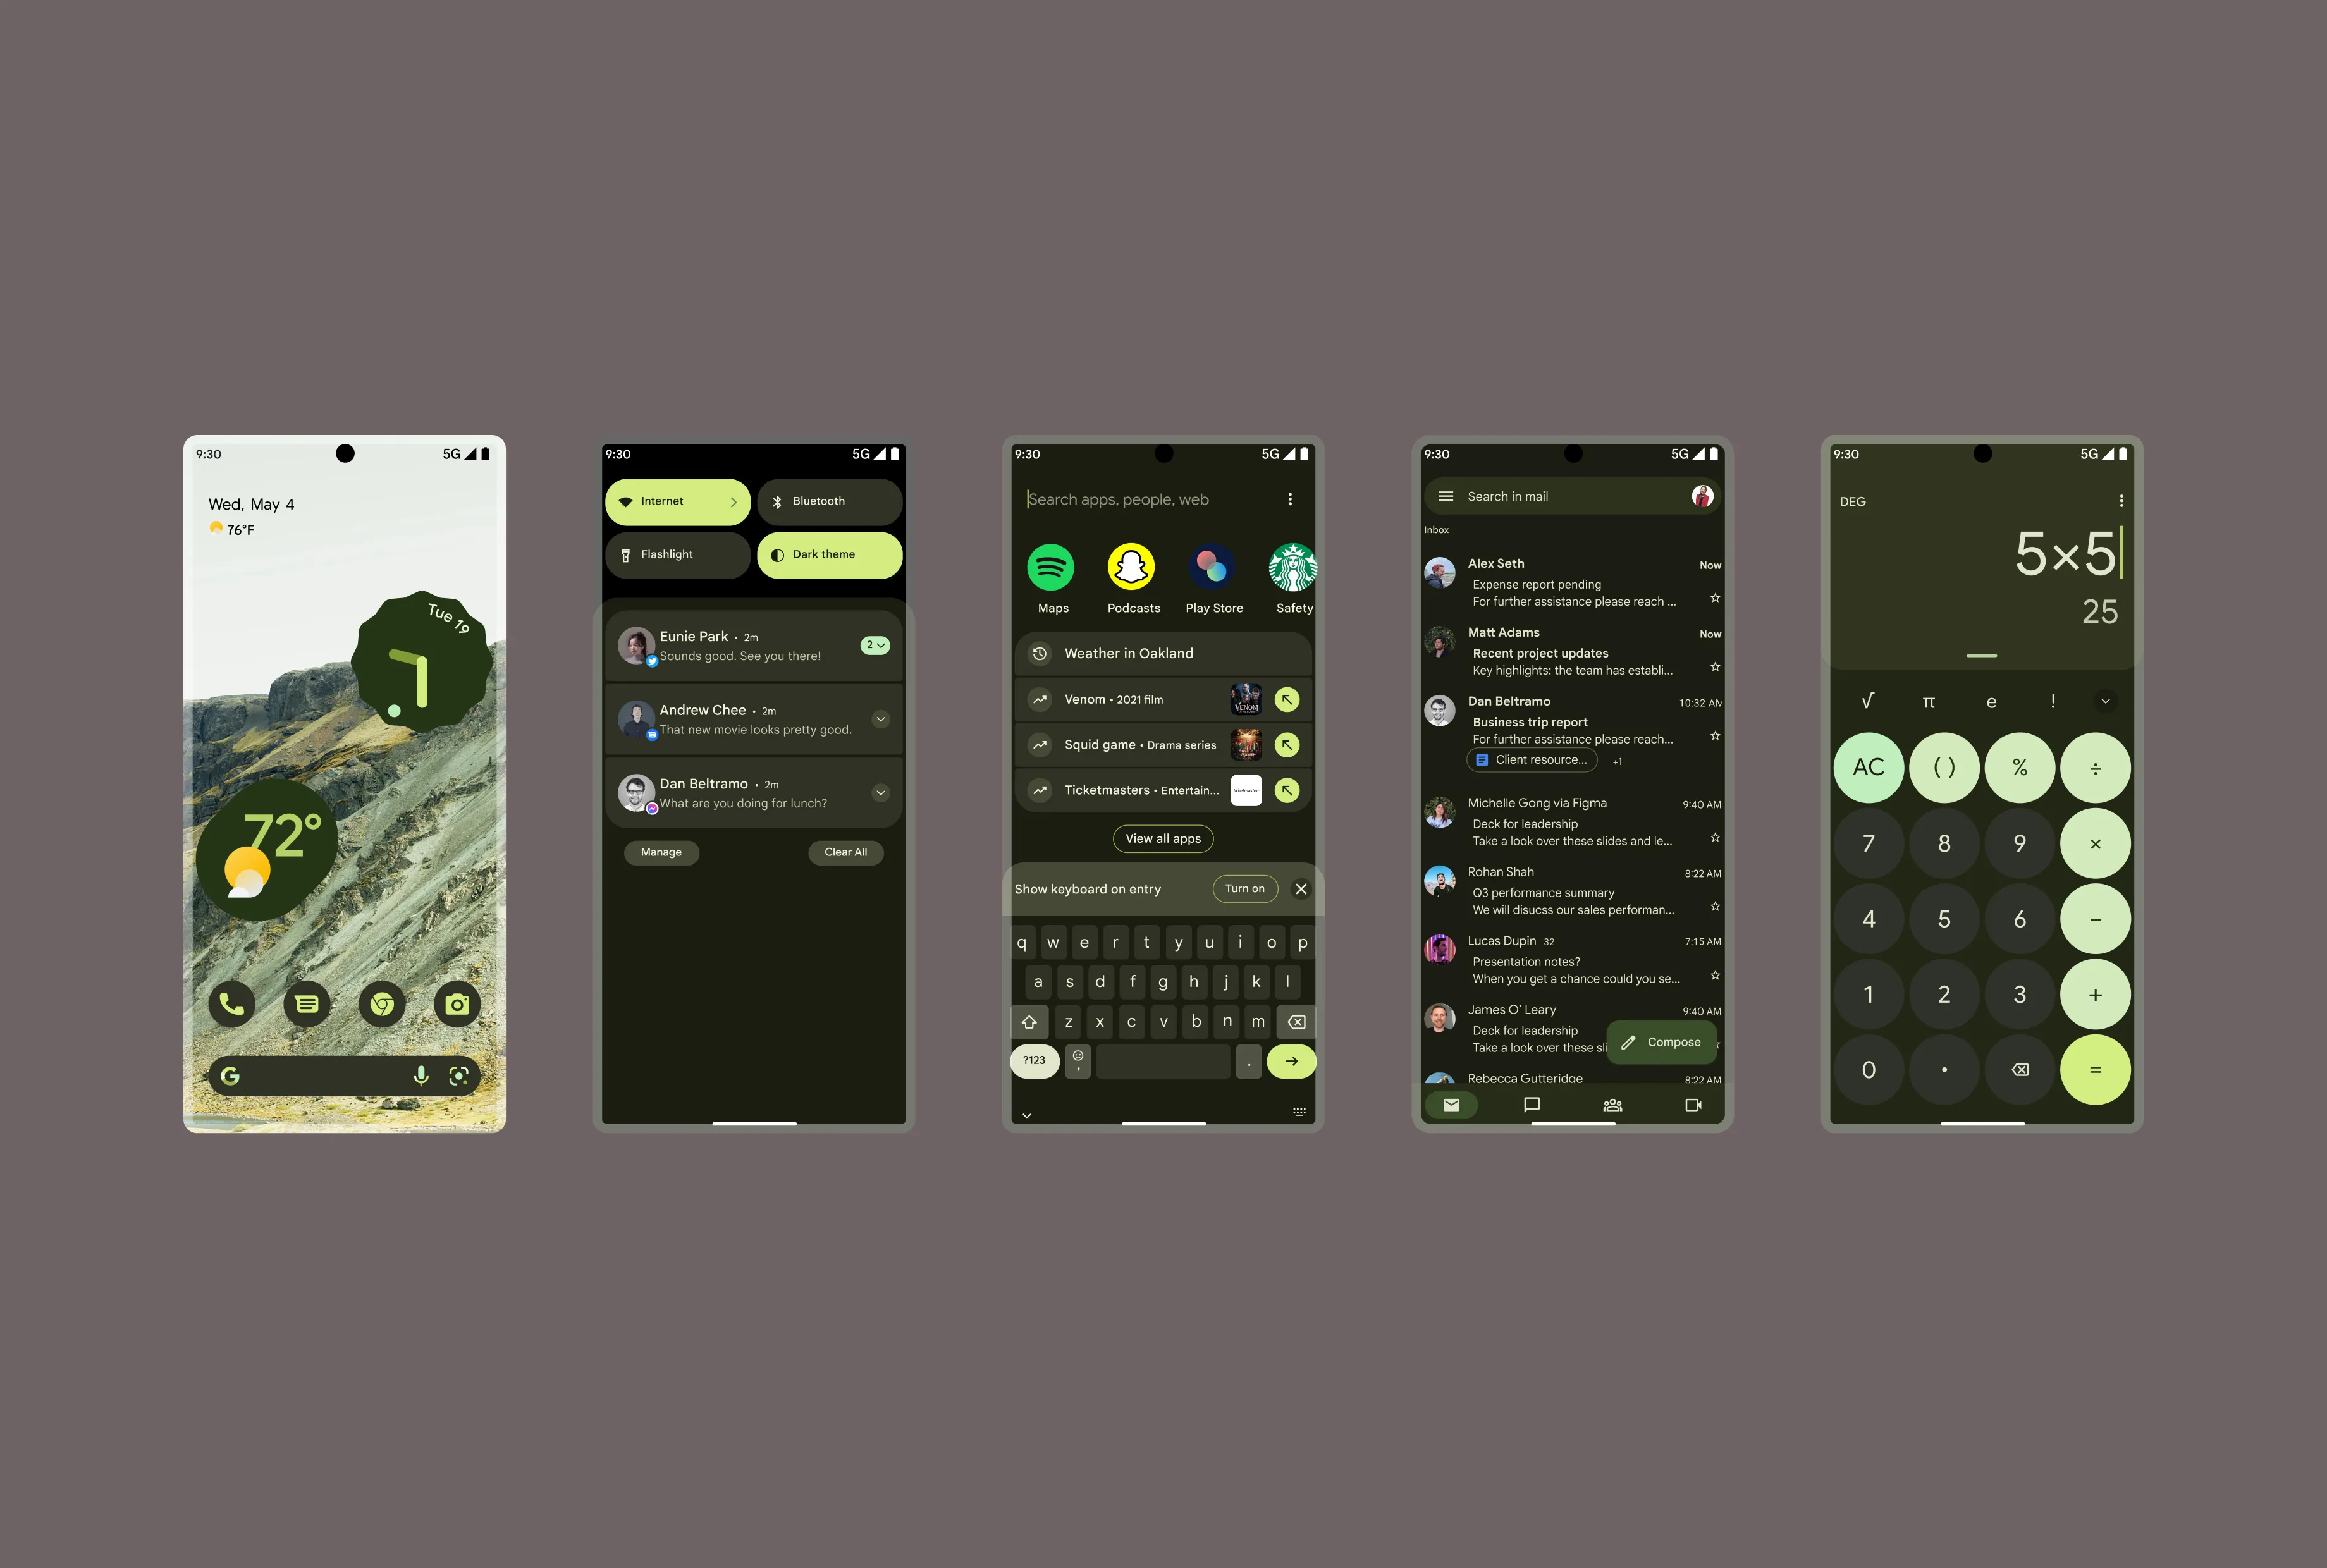 9:30
5G
Wed, May 4
76°F
Tue 19
72°
9:30
5G
Internet
Bluetooth
Flashlight
Dark theme
Eunie Park • 2m
Sounds good. See you there!
2
Andrew Chee • 2m
That new movie looks pretty good.
Dan Beltramo • 2m
What are you doing for lunch?
Manage
Clear All
9:30
5G
Search apps, people, web
Maps
Podcasts
Play Store
Safety
Weather in Oakland
Venom • 2021 film
VENOM
Squid game • Drama series
Ticketmasters • Entertain...
ticketmaster
View all apps
Show keyboard on entry
Turn on
q w e r t y u i o p
a s d f g h j k l
z x c v b n m
?123
,
.
9:30
5G
Search in mail
Inbox
Alex Seth
Now
Expense report pending
For further assistance please reach ...
Matt Adams
Now
Recent project updates
Key highlights: the team has establi...
Dan Beltramo
10:32 AM
Business trip report
For further assistance please reach...
Client resource...
+1
Michelle Gong via Figma
9:40 AM
Deck for leadership
Take a look over these slides and le...
Rohan Shah
8:22 AM
Q3 performance summary
We will disucss our sales performan...
Lucas Dupin 32
7:15 AM
Presentation notes?
When you get a chance could you se...
James O' Leary
9:40 AM
Deck for leadership
Take a look over these sli
Compose
Rebecca Gutteridge
8:22 AM
9:30
5G
DEG
5×5
25
√ π e !
AC ( ) % ÷
7 8 9 ×
4 5 6 −
1 2 3 +
0 • =